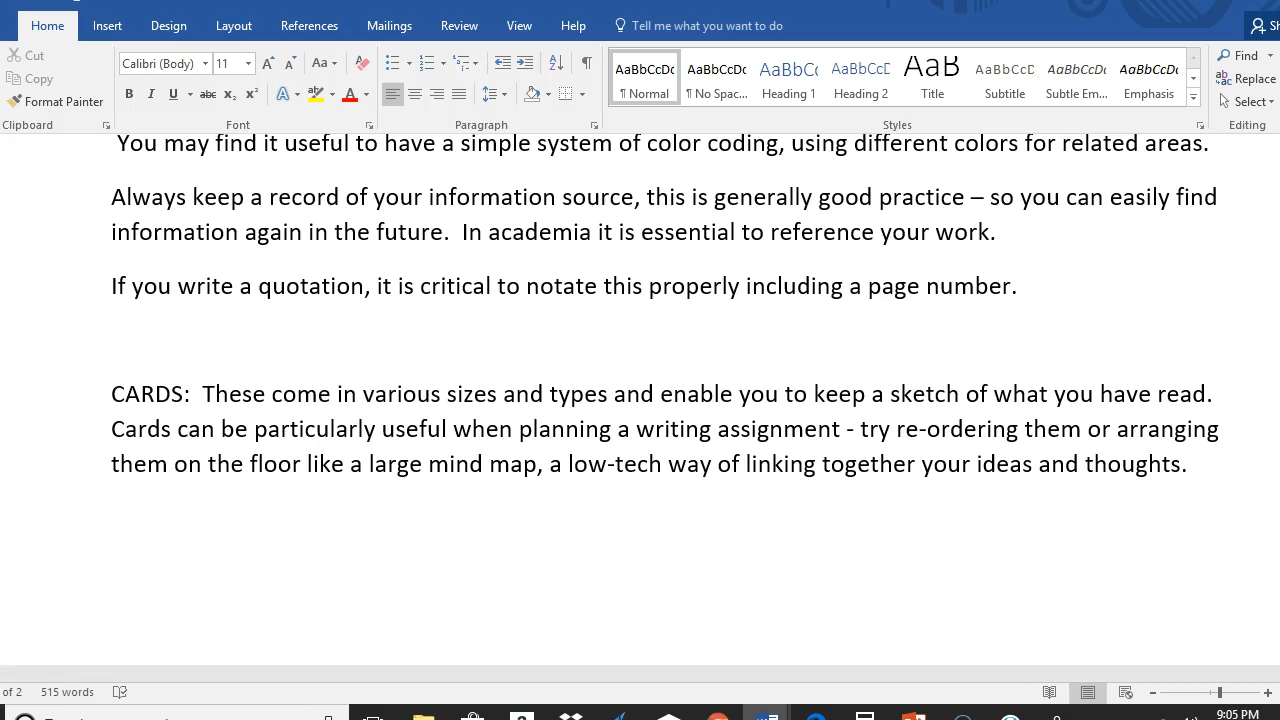 Home Insert Design Layout References Mailings Review View Help Tell me what you want to do
Cut
Copy
Format Painter
Clipboard
Calibri (Body) 11
Font
Paragraph
AaBbCcDc AaBbCcDc AaBbC AaBbCcD AaB AaBbCcD AaBbCcDc AaBbCcDc
¶ Normal ¶ No Spac... Heading 1 Heading 2 Title Subtitle Subtle Em... Emphasis
Styles
Find
Replace
Select
Editing
You may find it useful to have a simple system of color coding, using different colors for related areas.
Always keep a record of your information source, this is generally good practice – so you can easily find
information again in the future.  In academia it is essential to reference your work.
If you write a quotation, it is critical to notate this properly including a page number.
CARDS:  These come in various sizes and types and enable you to keep a sketch of what you have read.
Cards can be particularly useful when planning a writing assignment - try re-ordering them or arranging
them on the floor like a large mind map, a low-tech way of linking together your ideas and thoughts.
of 2 515 words
9:05 PM